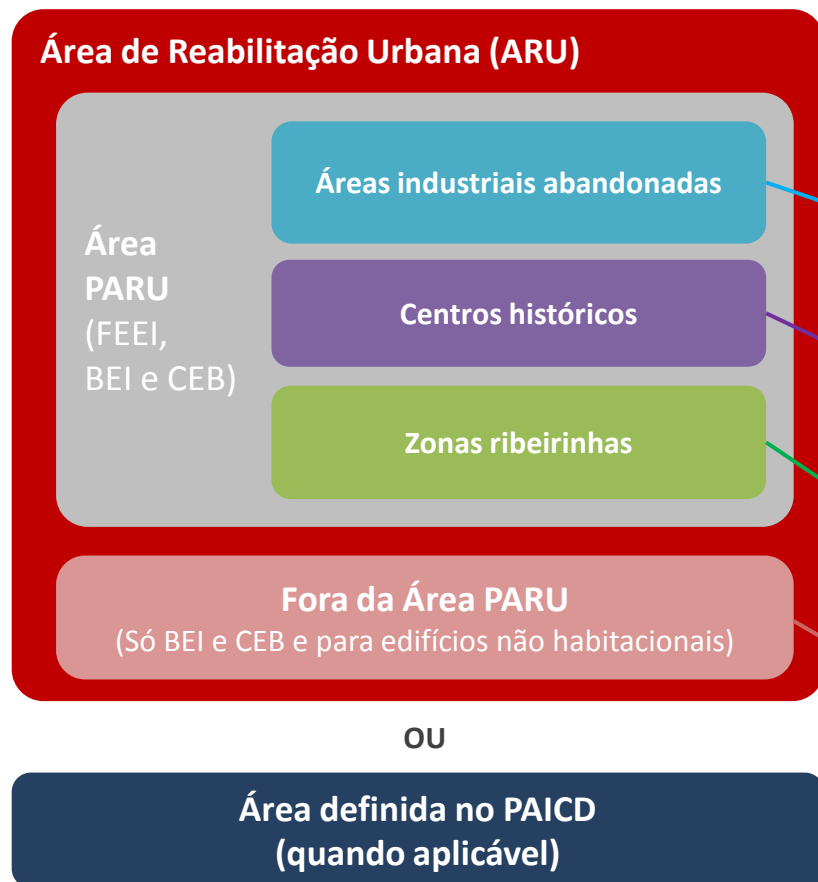 Área de Reabilitação Urbana (ARU)
Áreas industriais abandonadas
Área
PARU
(FEEI,
BEI e CEB)
Centros históricos
Zonas ribeirinhas
Fora da Área PARU
(Só BEI e CEB e para edifícios não habitacionais)
OU
Área definida no PAICD
(quando aplicável)